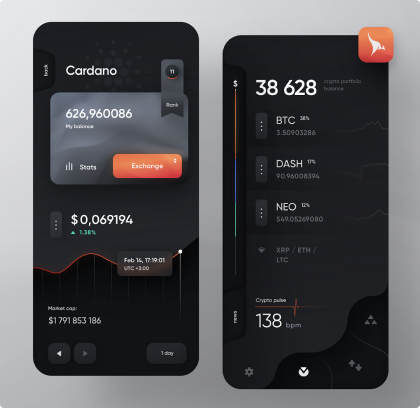 back
Cardano
11
Rank
626,960086
My balance
Stats
Exchange
2
$ 0,069194
1.38%
Feb 14, 17:19:01
UTC +3:00
Market cap:
$1 791 853 186
1 day
$
38 628
crypto portfolio
balance
BTC 38%
3.50903286
DASH 17%
90.96008394
NEO 12%
549.05269080
XRP / ETH /
LTC
news
Crypto pulse
138 bpm